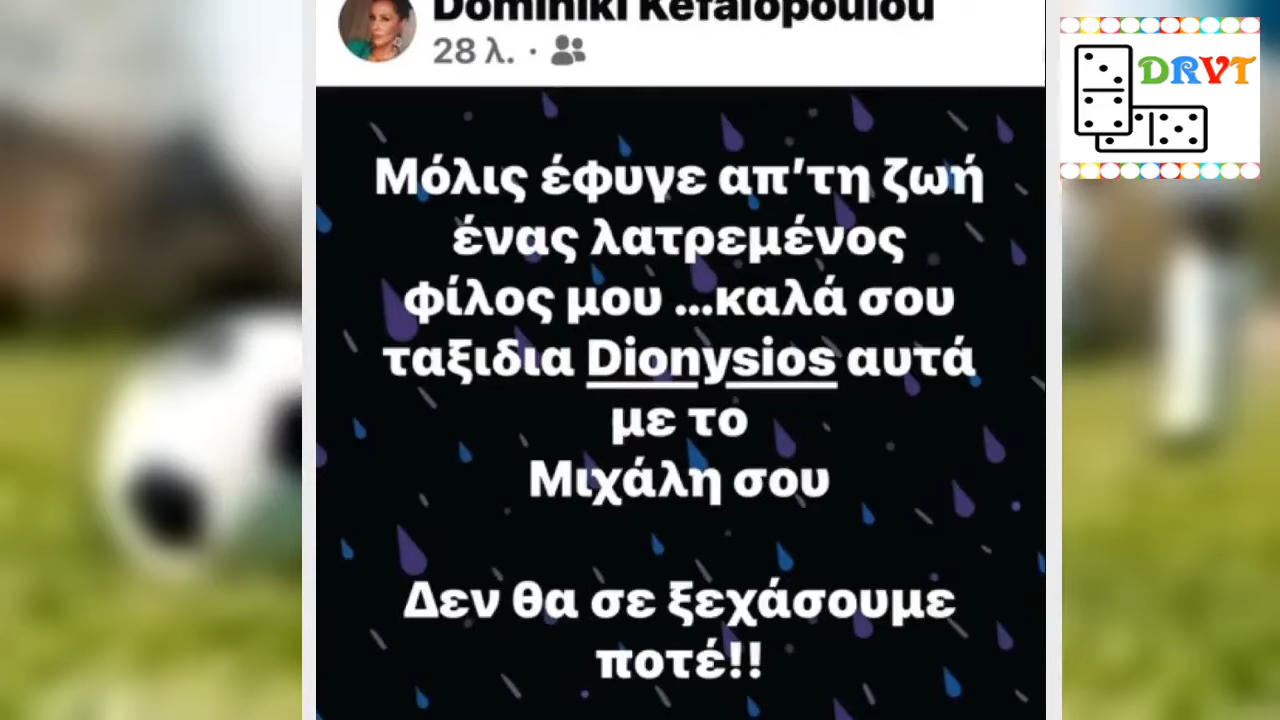 Dominiki Kefalopoulou
28 λ. ·
DRVT
Μόλις έφυγε απ'τη ζωή
ένας λατρεμένος
φίλος μου ...καλά σου
ταξιδια Dionysios αυτά
με το
Μιχάλη σου
Δεν θα σε ξεχάσουμε
ποτέ!!